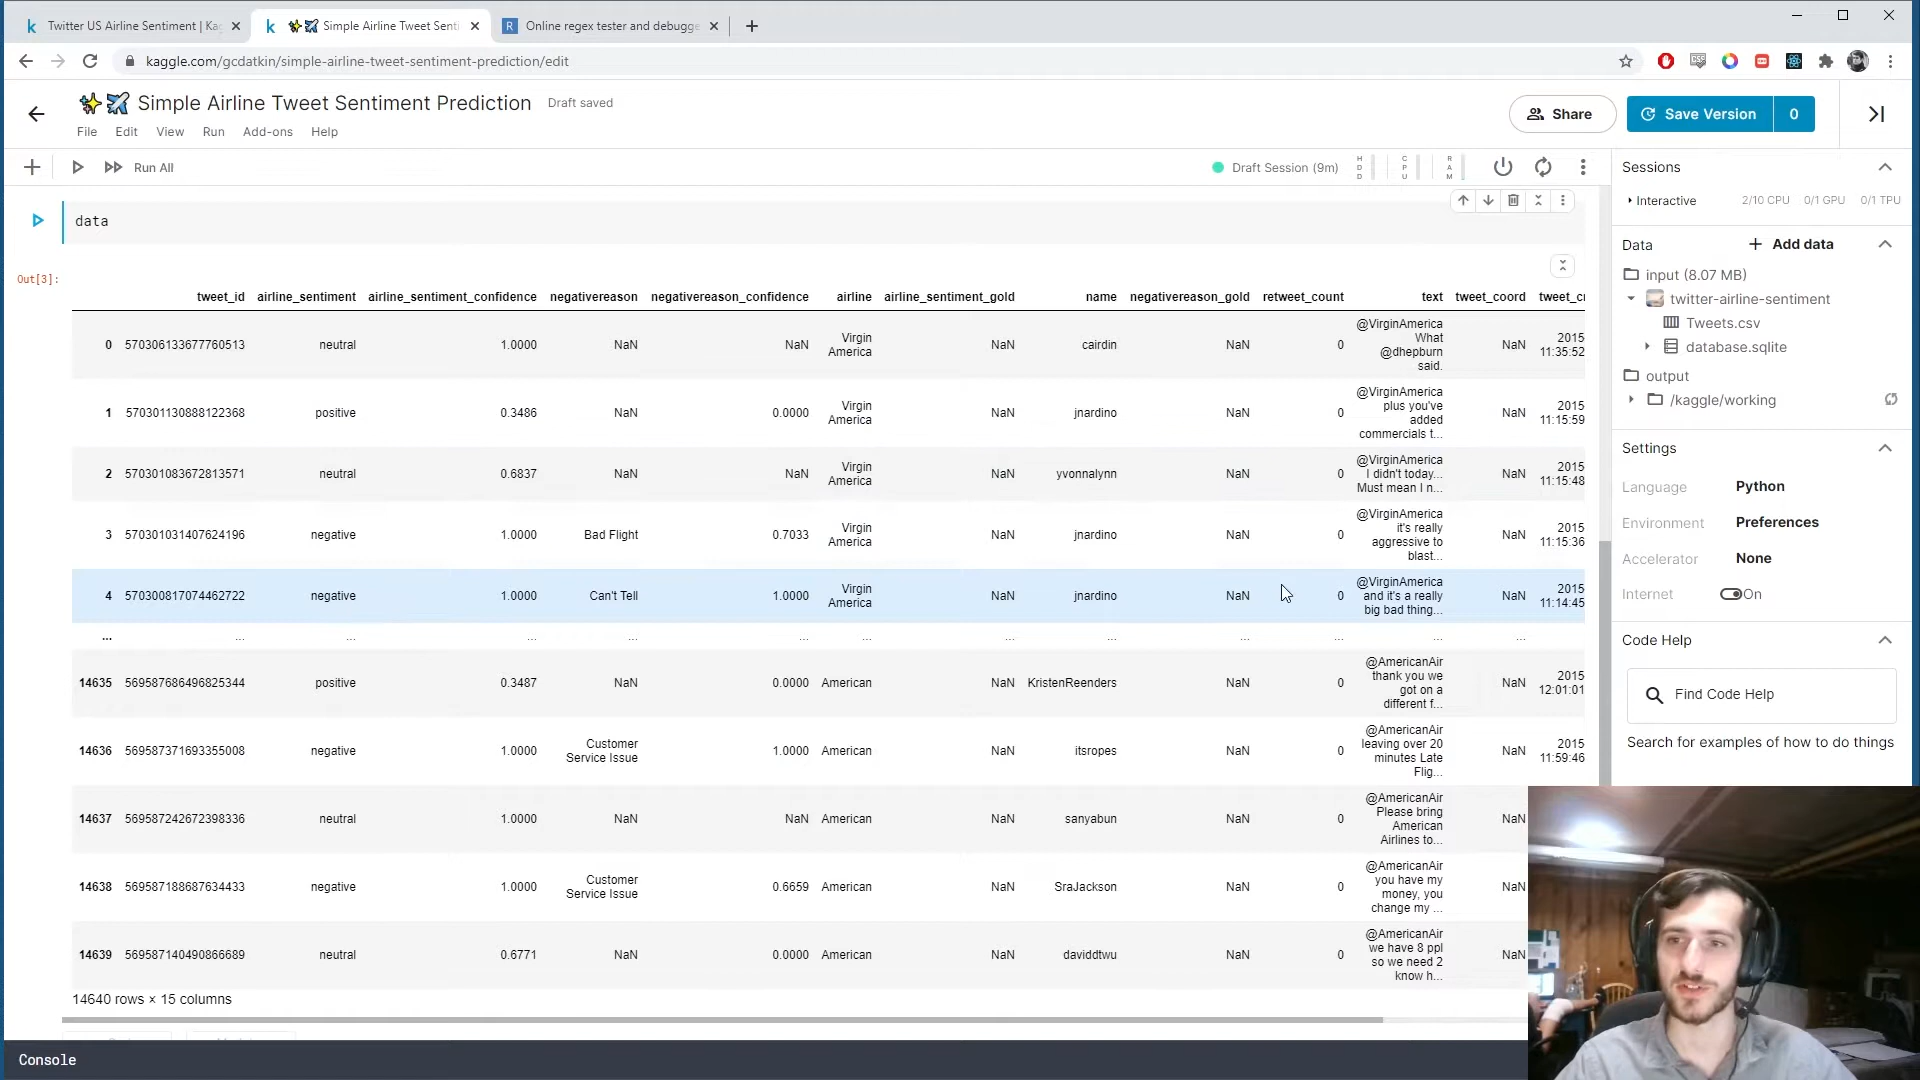 Twitter US Airline Sentiment | Kag
Simple Airline Tweet Senti
Online regex tester and debugge
kaggle.com/gcdatkin/simple-airline-tweet-sentiment-prediction/edit
✨✈️ Simple Airline Tweet Sentiment Prediction
Draft saved
File Edit View Run Add-ons Help
Share
Save Version
0
Run All
Draft Session (9m)
HDD
CPU
RAM
data
Out[3]:
tweet_id airline_sentiment airline_sentiment_confidence negativereason negativereason_confidence airline airline_sentiment_gold name negativereason_gold retweet_count text tweet_coord tweet_cr
0 570306133677760513 neutral 1.0000 NaN NaN Virgin America NaN cairdin NaN 0 @VirginAmerica What @dhepburn said. NaN 2015 11:35:52
1 570301130888122368 positive 0.3486 NaN 0.0000 Virgin America NaN jnardino NaN 0 @VirginAmerica plus you've added commercials t... NaN 2015 11:15:59
2 570301083672813571 neutral 0.6837 NaN NaN Virgin America NaN yvonnalynn NaN 0 @VirginAmerica I didn't today... Must mean I n... NaN 2015 11:15:48
3 570301031407624196 negative 1.0000 Bad Flight 0.7033 Virgin America NaN jnardino NaN 0 @VirginAmerica it's really aggressive to blast... NaN 2015 11:15:36
4 570300817074462722 negative 1.0000 Can't Tell 1.0000 Virgin America NaN jnardino NaN 0 @VirginAmerica and it's a really big bad thing... NaN 2015 11:14:45
... ... ... ... ... ... ... ... ... ... ... ... ...
14635 569587686496825344 positive 0.3487 NaN 0.0000 American NaN KristenReenders NaN 0 @AmericanAir thank you we got on a different f... NaN 2015 12:01:01
14636 569587371693355008 negative 1.0000 Customer Service Issue 1.0000 American NaN itsropes NaN 0 @AmericanAir leaving over 20 minutes Late Flig... NaN 2015 11:59:46
14637 569587242672398336 neutral 1.0000 NaN NaN American NaN sanyabun NaN 0 @AmericanAir Please bring American Airlines to... NaN
14638 569587188687634433 negative 1.0000 Customer Service Issue 0.6659 American NaN SraJackson NaN 0 @AmericanAir you have my money, you change my ... NaN
14639 569587140490866689 neutral 0.6771 NaN 0.0000 American NaN daviddtwu NaN 0 @AmericanAir we have 8 ppl so we need 2 know h... NaN
14640 rows × 15 columns
Console
Sessions
Interactive 2/10 CPU 0/1 GPU 0/1 TPU
Data + Add data
input (8.07 MB)
twitter-airline-sentiment
Tweets.csv
database.sqlite
output
/kaggle/working
Settings
Language Python
Environment Preferences
Accelerator None
Internet On
Code Help
Find Code Help
Search for examples of how to do things